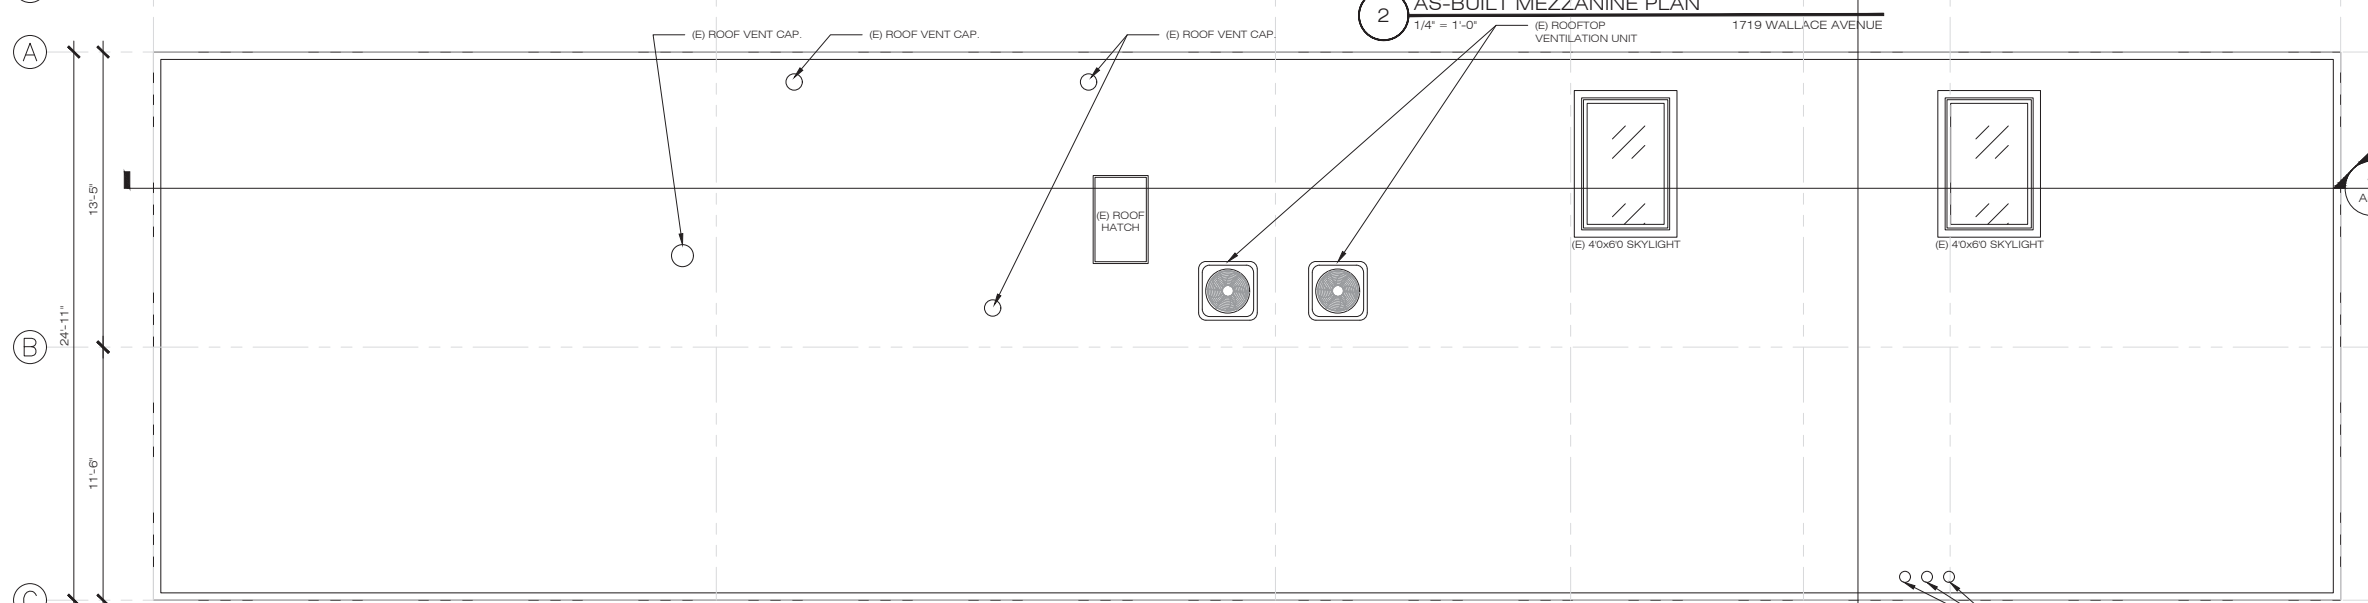 AS-BUILT MEZZANINE PLAN
2
1/4" = 1'-0"
1719 WALLACE AVENUE
(E) ROOF VENT CAP.
(E) ROOF VENT CAP.
(E) ROOF VENT CAP.
(E) ROOFTOP
VENTILATION UNIT
A
13'-5"
(E) ROOF
HATCH
(E) 4'0x6'0 SKYLIGHT
(E) 4'0x6'0 SKYLIGHT
24'-11"
B
11'-6"
C